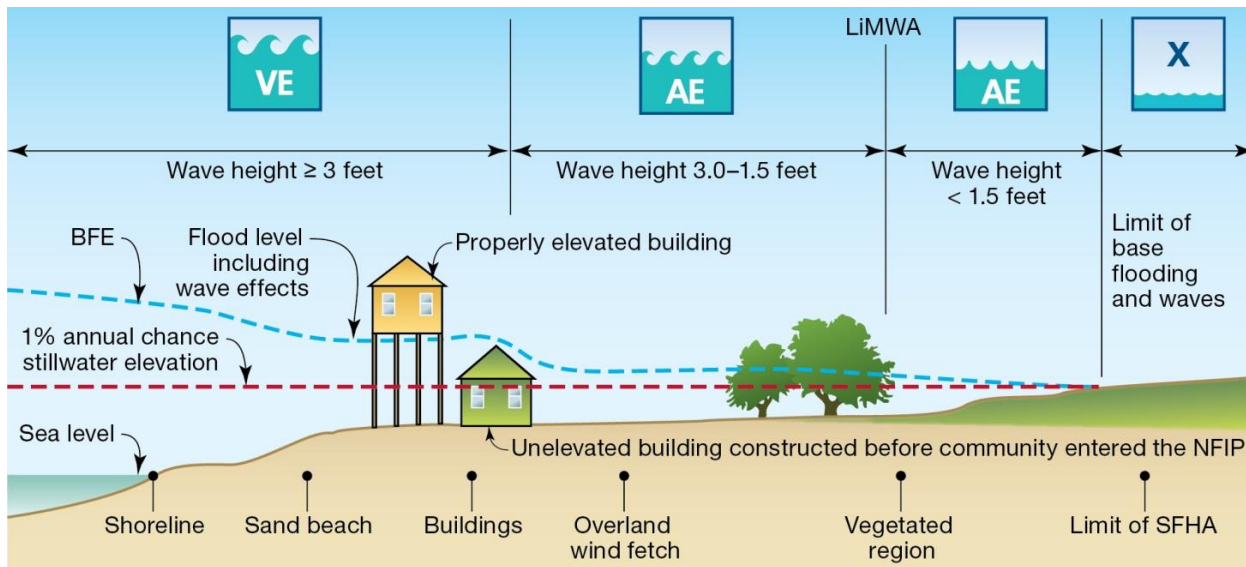 LiMWA
VE
AE
AE
X
Wave height ≥ 3 feet
Wave height 3.0–1.5 feet
Wave height
< 1.5 feet
BFE
Flood level
including
wave effects
Properly elevated building
Limit of
base
flooding
and waves
1% annual chance
stillwater elevation
Sea level
Unelevated building constructed before community entered the NFIP
Shoreline
Sand beach
Buildings
Overland
wind fetch
Vegetated
region
Limit of SFHA